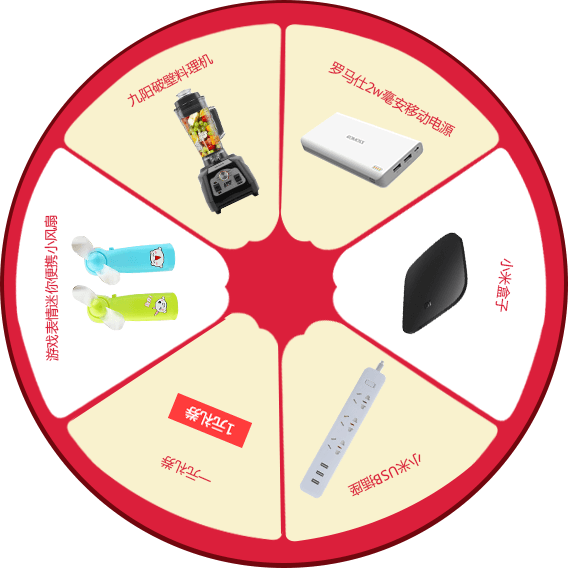 九阳破壁料理机
罗马仕2w毫安移动电源
小米盒子
小米USB插座
一元礼券
1元礼券
游戏表情迷你便携小风扇